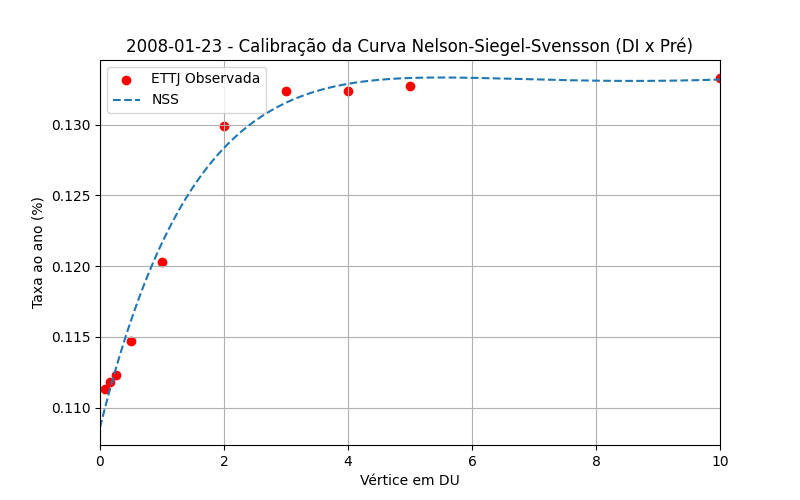 2008-01-23 - Calibração da Curva Nelson-Siegel-Svensson (DI x Pré)
ETTJ Observada
NSS
0.130
0.125
0.120
0.115
0.110
Taxa ao ano (%)
0 2 4 6 8 10
Vértice em DU